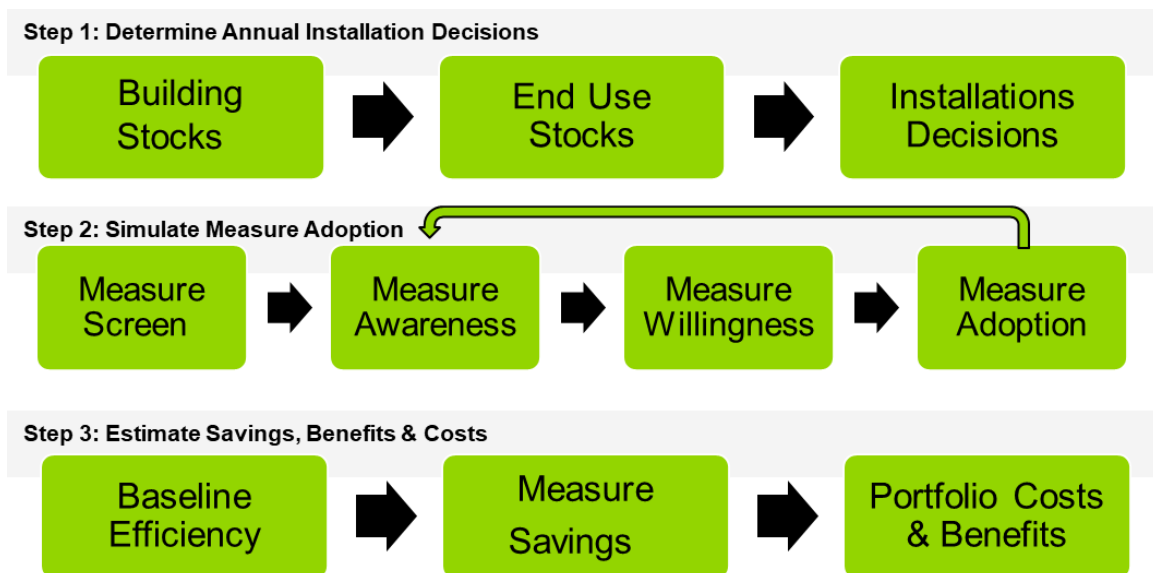 Step 1: Determine Annual Installation Decisions
Building
Stocks
End Use
Stocks
Installations
Decisions
Step 2: Simulate Measure Adoption
Measure
Screen
Measure
Awareness
Measure
Willingness
Measure
Adoption
Step 3: Estimate Savings, Benefits & Costs
Baseline
Efficiency
Measure
Savings
Portfolio Costs
& Benefits